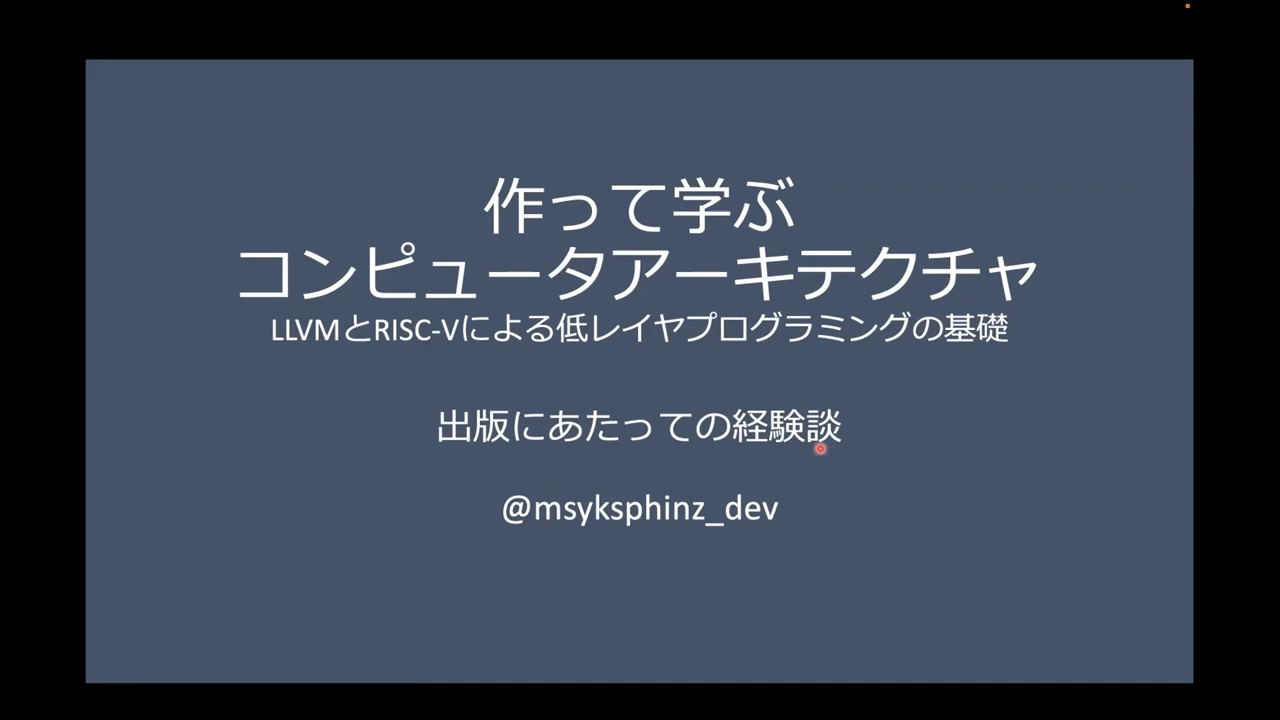 作って学ぶ
コンピュータアーキテクチャ
LLVMとRISC-Vによる低レイヤプログラミングの基礎
出版にあたっての経験談
@msyksphinz_dev